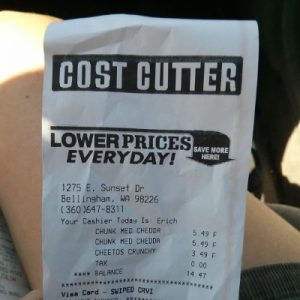 COST CUTTER
LOWER PRICES
EVERYDAY!
SAVE MORE
HERE!
1275 E. Sunset Dr
Bellingham, WA 98226
(360)647-8311
Your Cashier Today Is: Erich
CHUNK MED CHEDDA 5.49 F
CHUNK MED CHEDDA 5.49 F
CHEETOS CRUNCHY 3.49 F
TAX 0.00
**** BALANCE 14.47
Visa Card - SWIPED